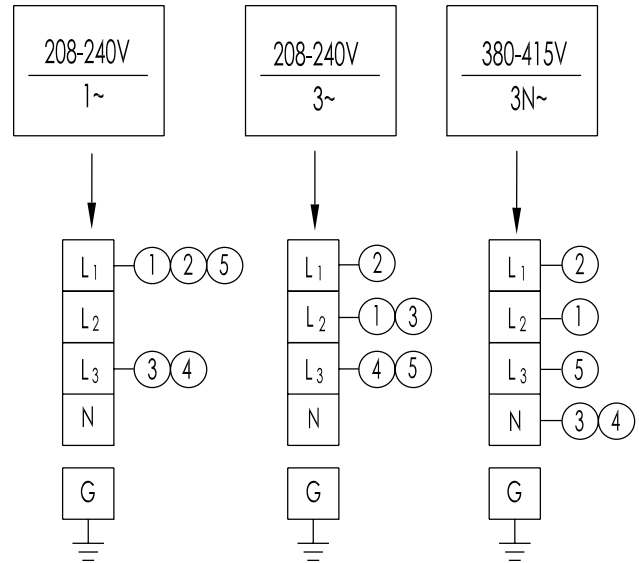 208-240V 208-240V 380-415V
1~ 3~ 3N~
L1 1 2 5 L1 2 L1 2
L2 L2 1 3 L2 1
L3 3 4 L3 4 5 L3 5
N N N 3 4
G G G